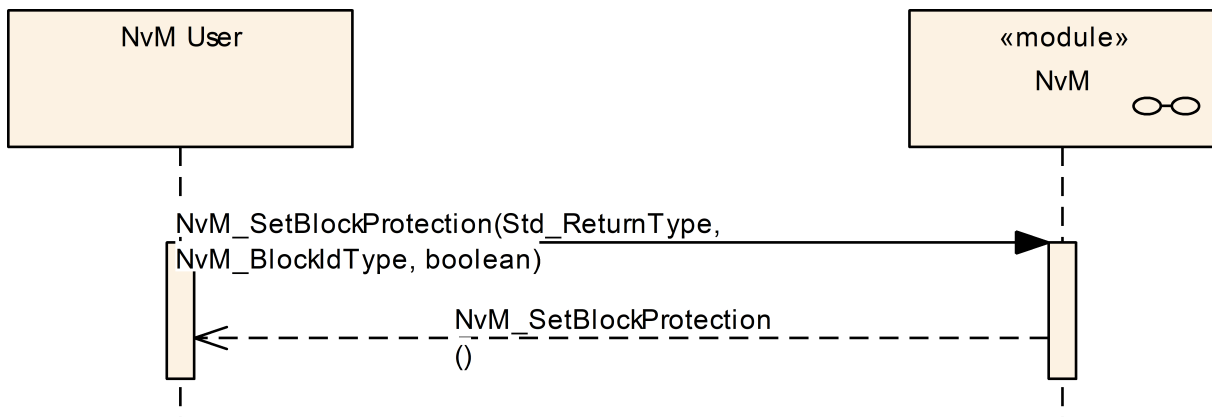 NvM User
«module»
NvM
NvM_SetBlockProtection(Std_ReturnType,
NvM_BlockIdType, boolean)
NvM_SetBlockProtection
()